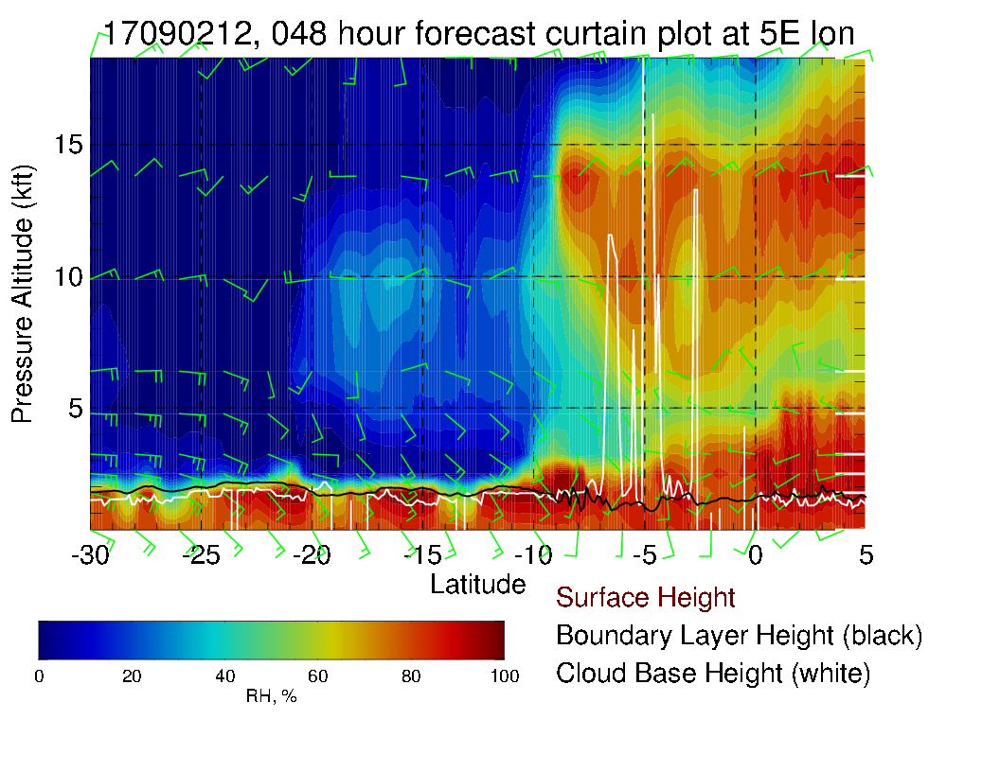 17090212, 048 hour forecast curtain plot at 5E lon
Pressure Altitude (kft)
15
10
5
-30 -25 -20 -15 -10 -5 0 5
Latitude
Surface Height
Boundary Layer Height (black)
Cloud Base Height (white)
0 20 40 60 80 100
RH, %